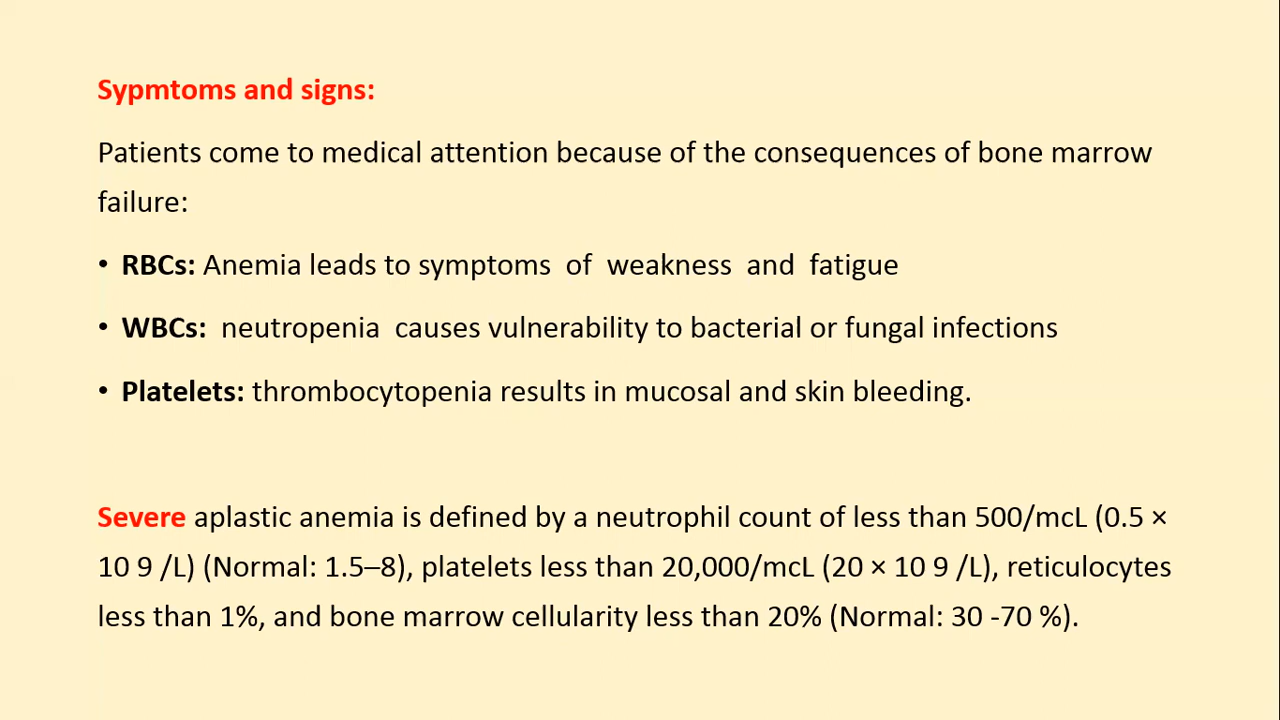 Sypmtoms and signs:
Patients come to medical attention because of the consequences of bone marrow
failure:
• RBCs: Anemia leads to symptoms of weakness and fatigue
• WBCs: neutropenia causes vulnerability to bacterial or fungal infections
• Platelets: thrombocytopenia results in mucosal and skin bleeding.
Severe aplastic anemia is defined by a neutrophil count of less than 500/mcL (0.5 ×
10 9 /L) (Normal: 1.5–8), platelets less than 20,000/mcL (20 × 10 9 /L), reticulocytes
less than 1%, and bone marrow cellularity less than 20% (Normal: 30 -70 %).